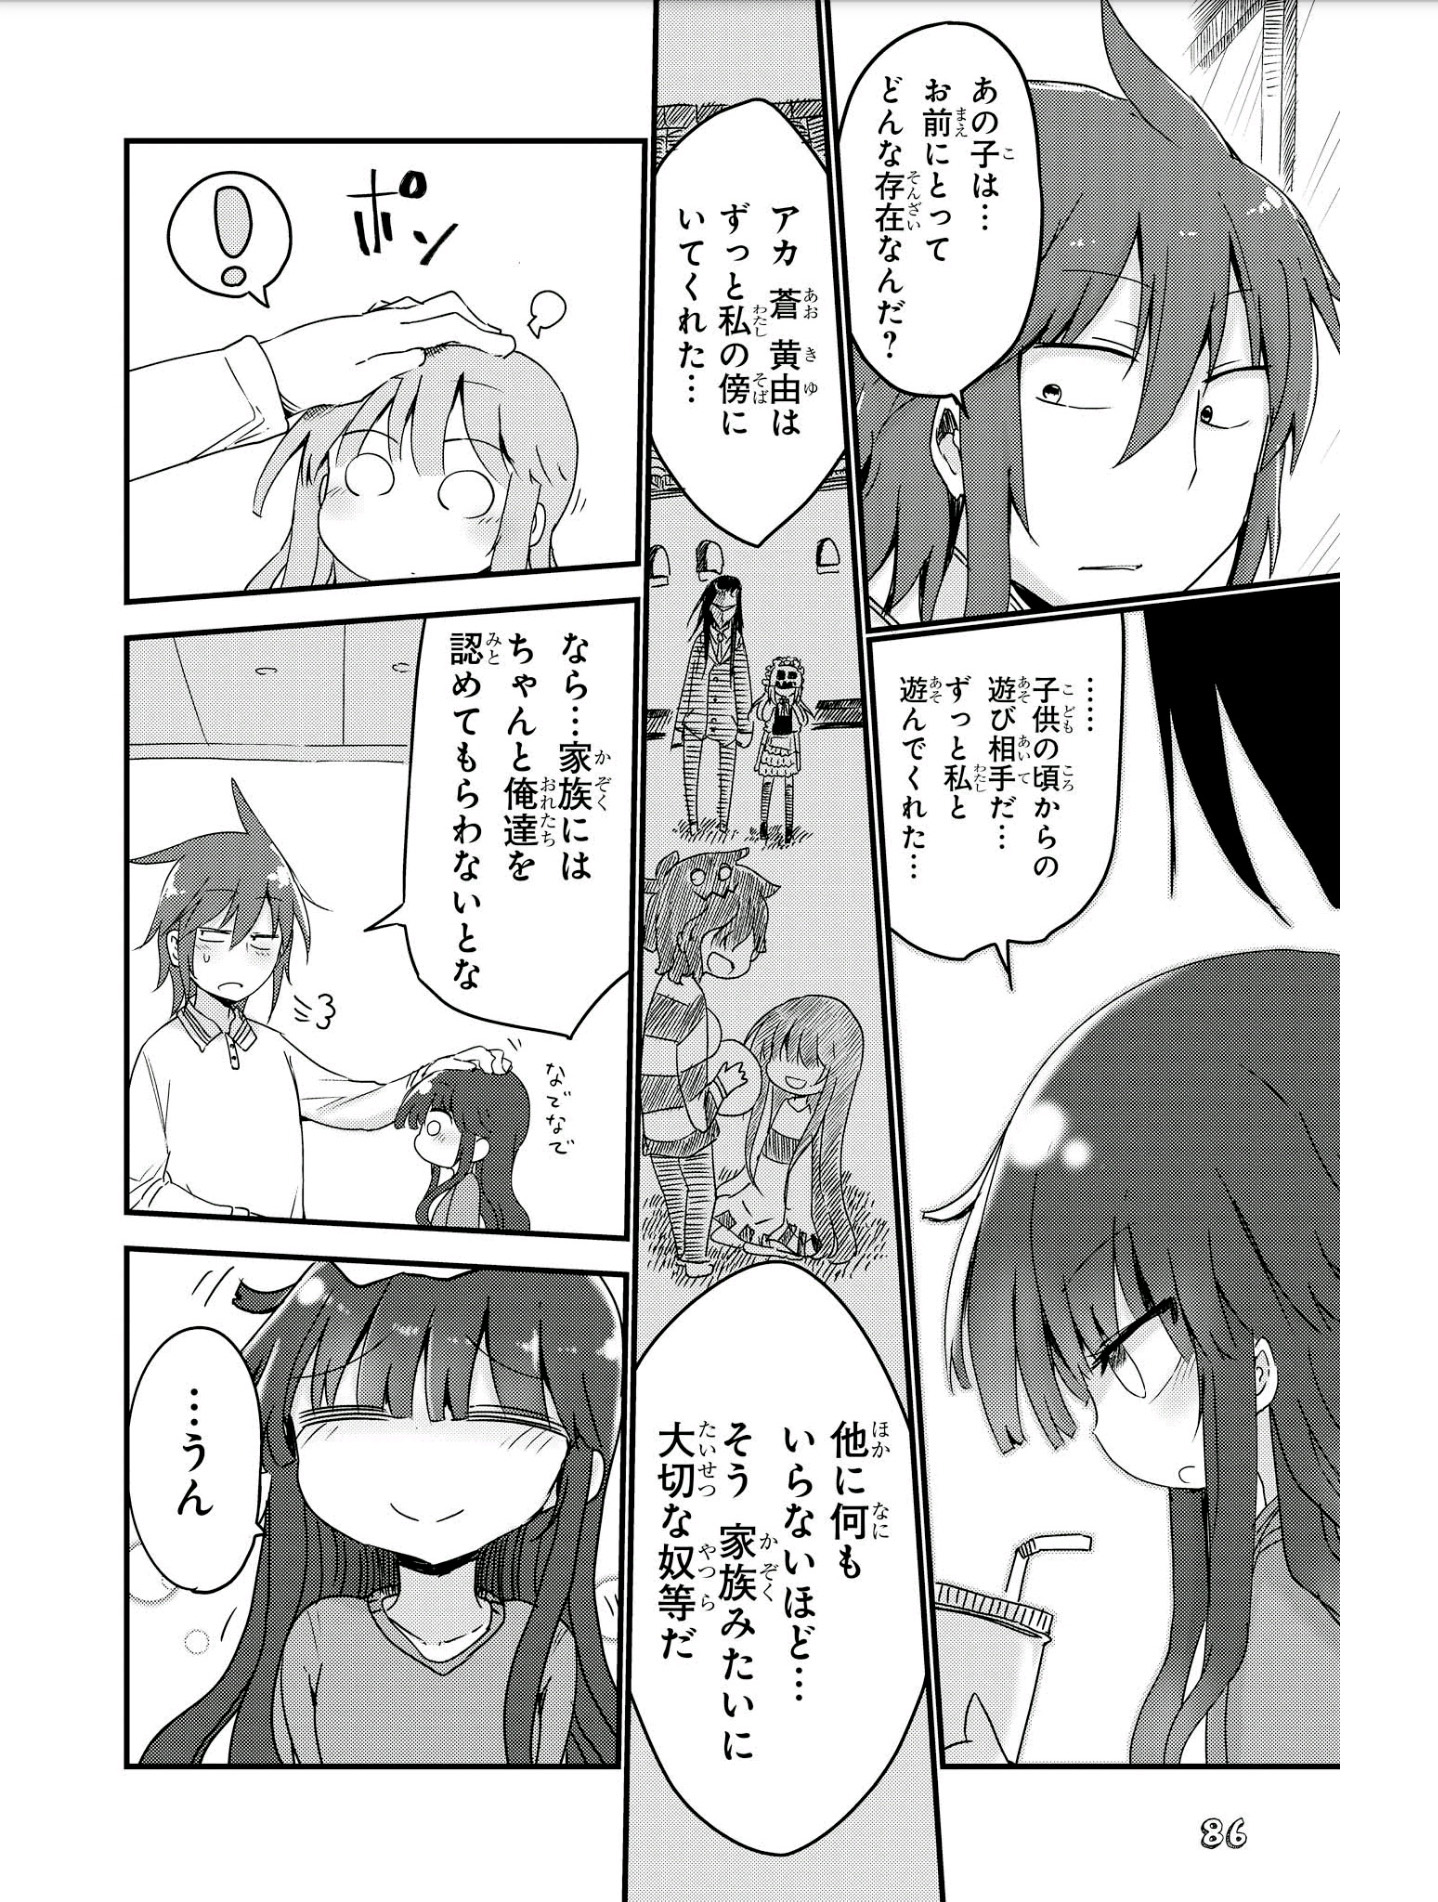 あの子は…
お前にとって
どんな存在なんだ？
……
子供の頃からの
遊び相手だ…
ずっと私と
遊んでくれた…
アカ 蒼 黄由は
ずっと私の傍に
いてくれた…
他に何も
いらないほど…
そう 家族みたいに
大切な奴等だ
ポン
！
なら…家族には
ちゃんと俺達を
認めてもらわないとな
なでなで
…うん
86